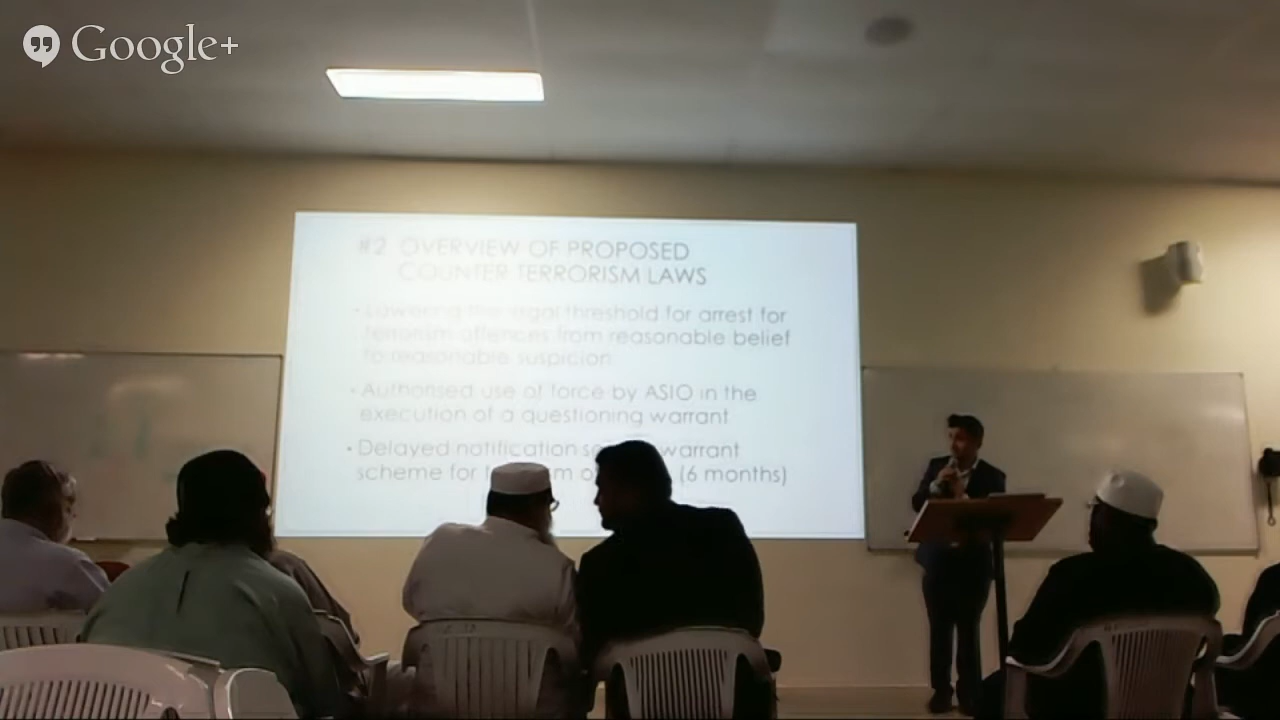 Google+
#2 OVERVIEW OF PROPOSED
COUNTER TERRORISM LAWS
• Lowering the legal threshold for arrest for
terrorism offences from reasonable belief
to reasonable suspicion
• Authorised use of force by ASIO in the
execution of a questioning warrant
• Delayed notification warrant
scheme for (6 months)